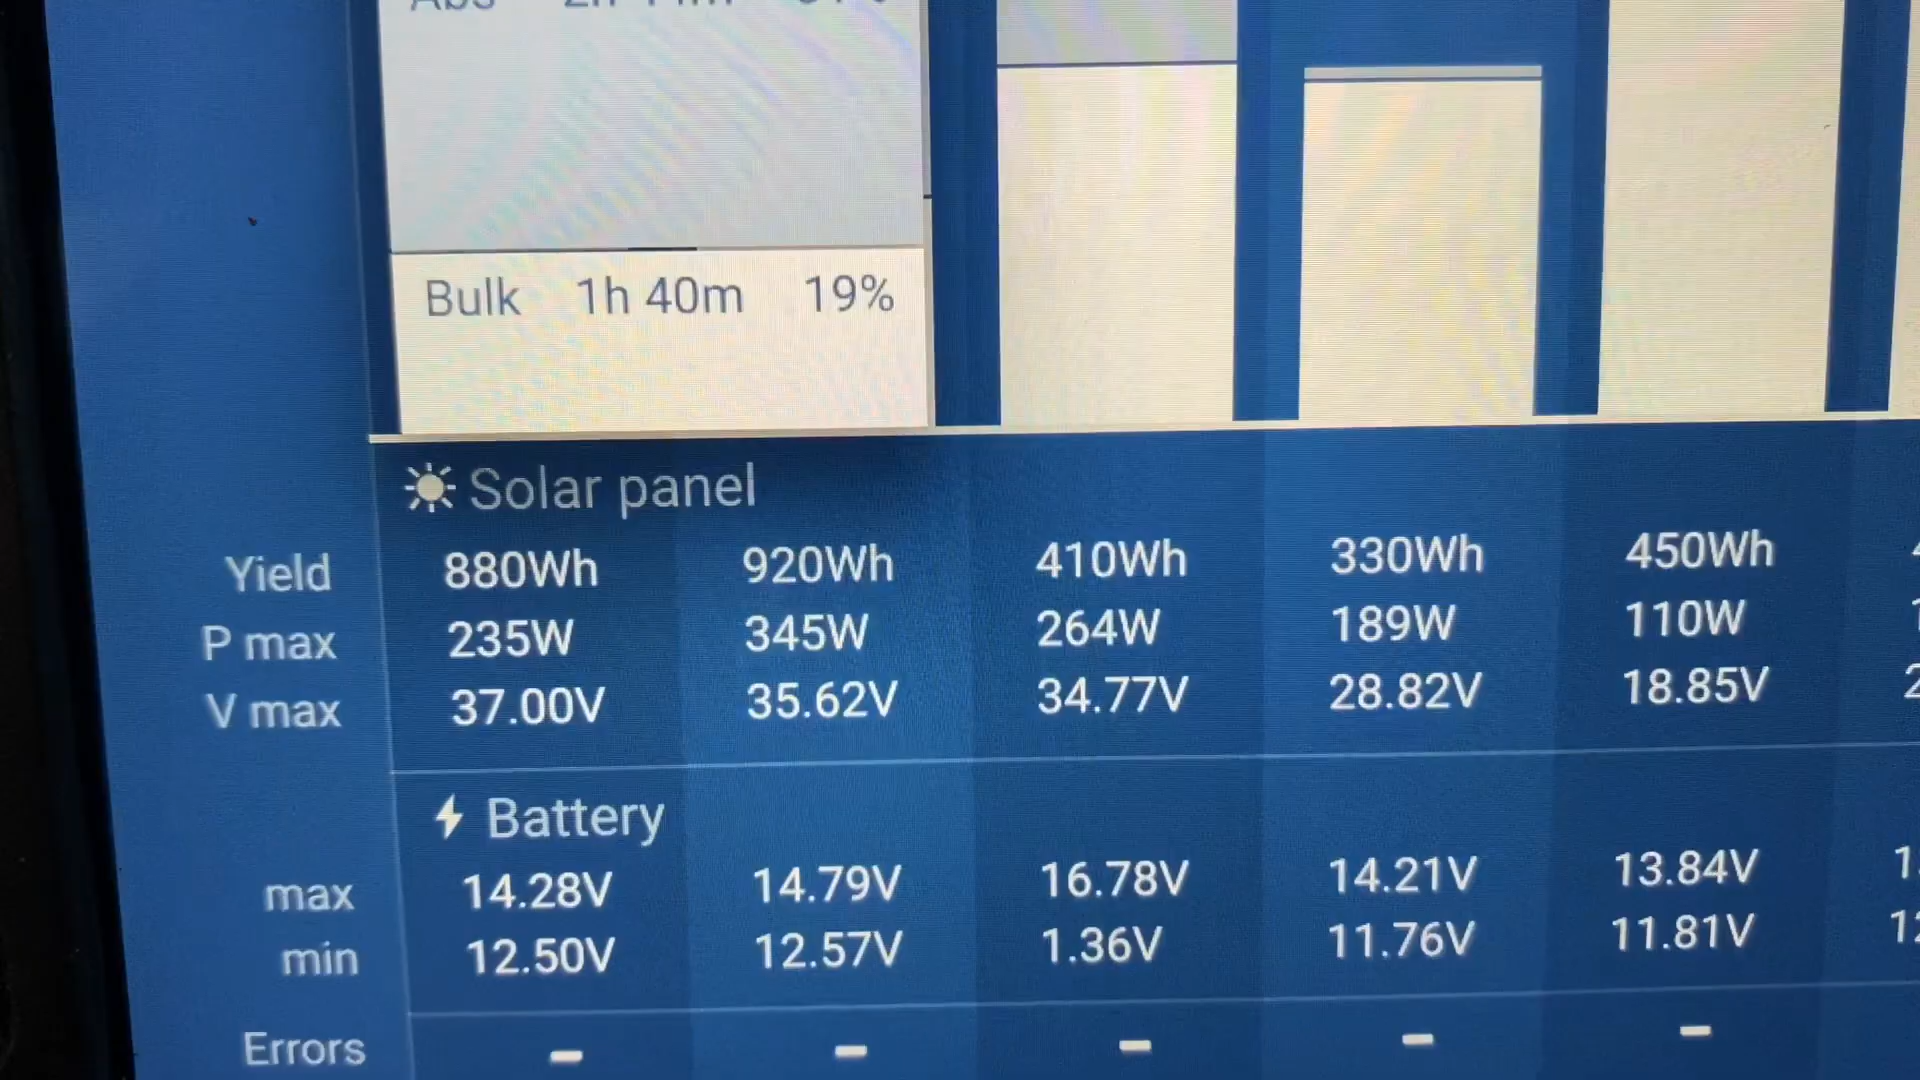 Bulk 1h 40m 19%
Solar panel
Yield 880Wh 920Wh 410Wh 330Wh 450Wh
P max 235W 345W 264W 189W 110W
V max 37.00V 35.62V 34.77V 28.82V 18.85V
Battery
max 14.28V 14.79V 16.78V 14.21V 13.84V
min 12.50V 12.57V 1.36V 11.76V 11.81V
Errors - - - - -